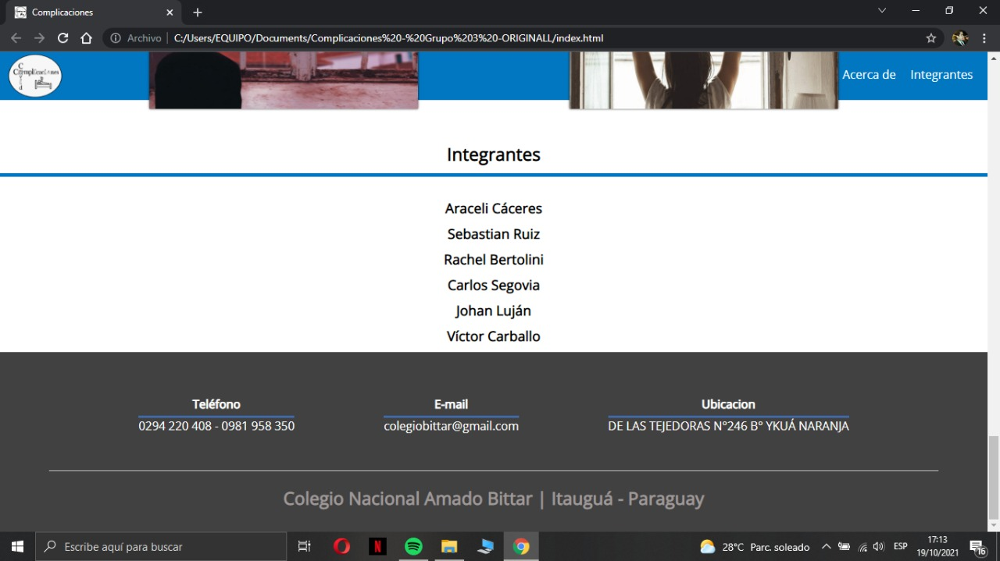 Complicaciones
Archivo
C:/Users/EQUIPO/Documents/Complicaciones%20-%20Grupo%203%20-ORIGINALL/index.html
Complicaciones
Acerca de Integrantes
Integrantes
Araceli Cáceres
Sebastian Ruiz
Rachel Bertolini
Carlos Segovia
Johan Luján
Víctor Carballo
Teléfono
0294 220 408 - 0981 958 350
E-mail
colegiobittar@gmail.com
Ubicacion
DE LAS TEJEDORAS N°246 B° YKUÁ NARANJA
Colegio Nacional Amado Bittar | Itauguá - Paraguay
Escribe aquí para buscar
N
28°C Parc. soleado
ESP
17:13
19/10/2021
16